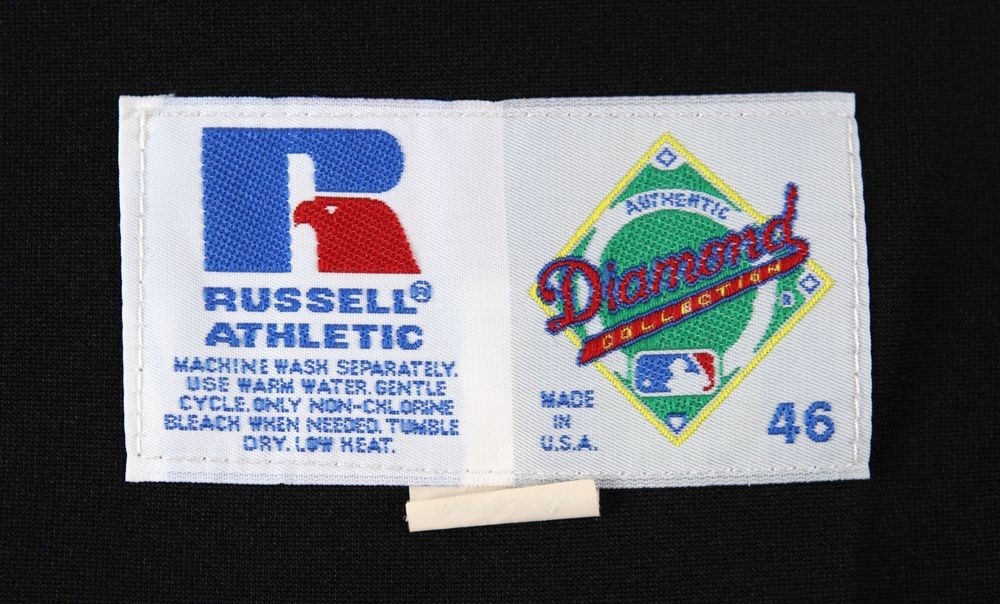 RUSSELL®
ATHLETIC
MACHINE WASH SEPARATELY.
USE WARM WATER. GENTLE
CYCLE. ONLY NON-CHLORINE
BLEACH WHEN NEEDED. TUMBLE
DRY. LOW HEAT.
AUTHENTIC
Diamond
COLLECTION
MADE
IN
U.S.A.
46